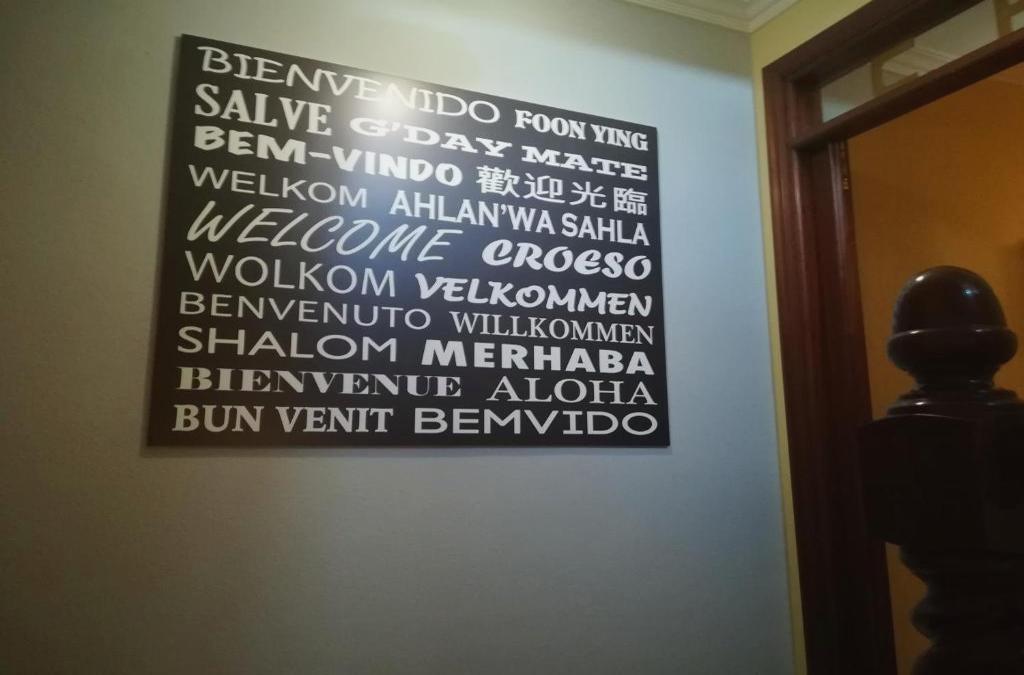 BIENVENIDO FOON YING
SALVE G'DAY MATE
BEM-VINDO 歡迎光臨
WELKOM AHLAN'WA SAHLA
WELCOME CROESO
WOLKOM VELKOMMEN
BENVENUTO WILLKOMMEN
SHALOM MERHABA
BIENVENUE ALOHA
BUN VENIT BEMVIDO